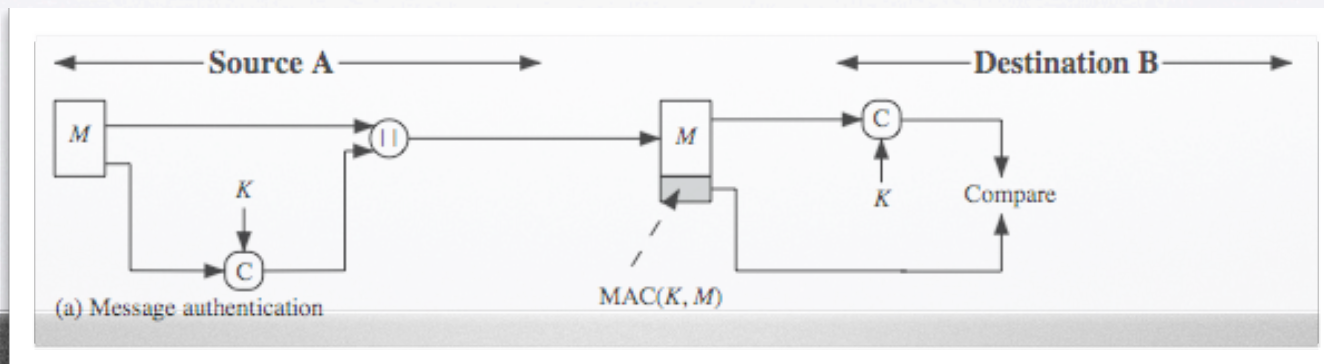 Source A
Destination B
M
||
M
C
K
K
Compare
C
MAC(K, M)
(a) Message authentication